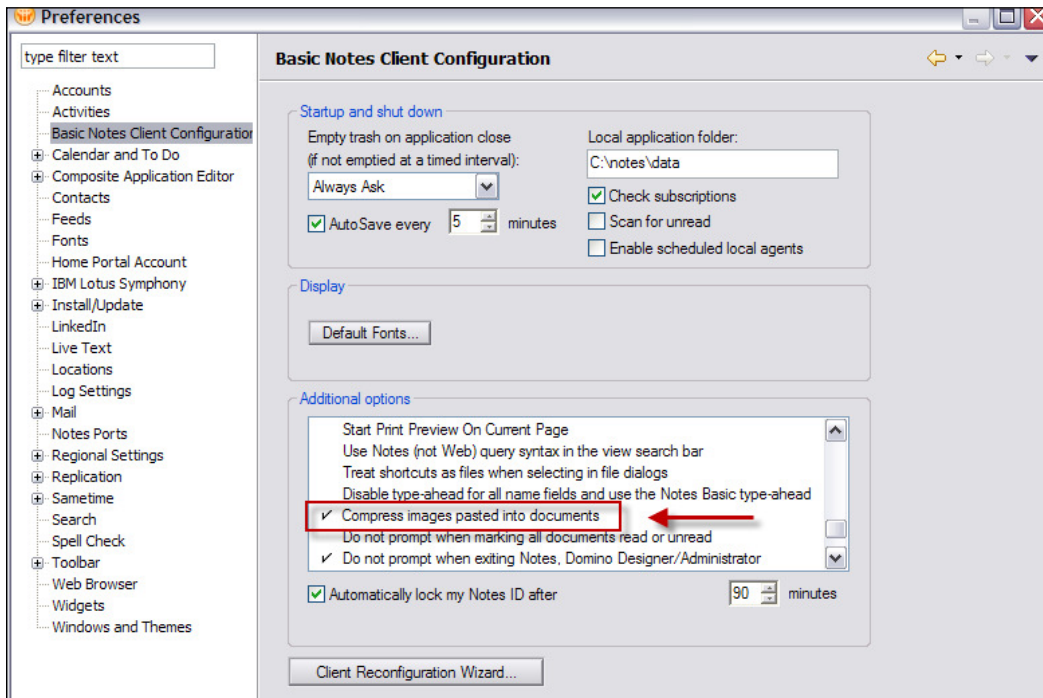 Preferences
type filter text
Accounts
Activities
Basic Notes Client Configuration
Calendar and To Do
Composite Application Editor
Contacts
Feeds
Fonts
Home Portal Account
IBM Lotus Symphony
Install/Update
LinkedIn
Live Text
Locations
Log Settings
Mail
Notes Ports
Regional Settings
Replication
Sametime
Search
Spell Check
Toolbar
Web Browser
Widgets
Windows and Themes
Basic Notes Client Configuration
Startup and shut down
Empty trash on application close
(if not emptied at a timed interval):
Always Ask
AutoSave every 5 minutes
Local application folder:
C:\notes\data
Check subscriptions
Scan for unread
Enable scheduled local agents
Display
Default Fonts...
Additional options
Start Print Preview On Current Page
Use Notes (not Web) query syntax in the view search bar
Treat shortcuts as files when selecting in file dialogs
Disable type-ahead for all name fields and use the Notes Basic type-ahead
Compress images pasted into documents
Do not prompt when marking all documents read or unread
Do not prompt when exiting Notes, Domino Designer/Administrator
Automatically lock my Notes ID after 90 minutes
Client Reconfiguration Wizard...